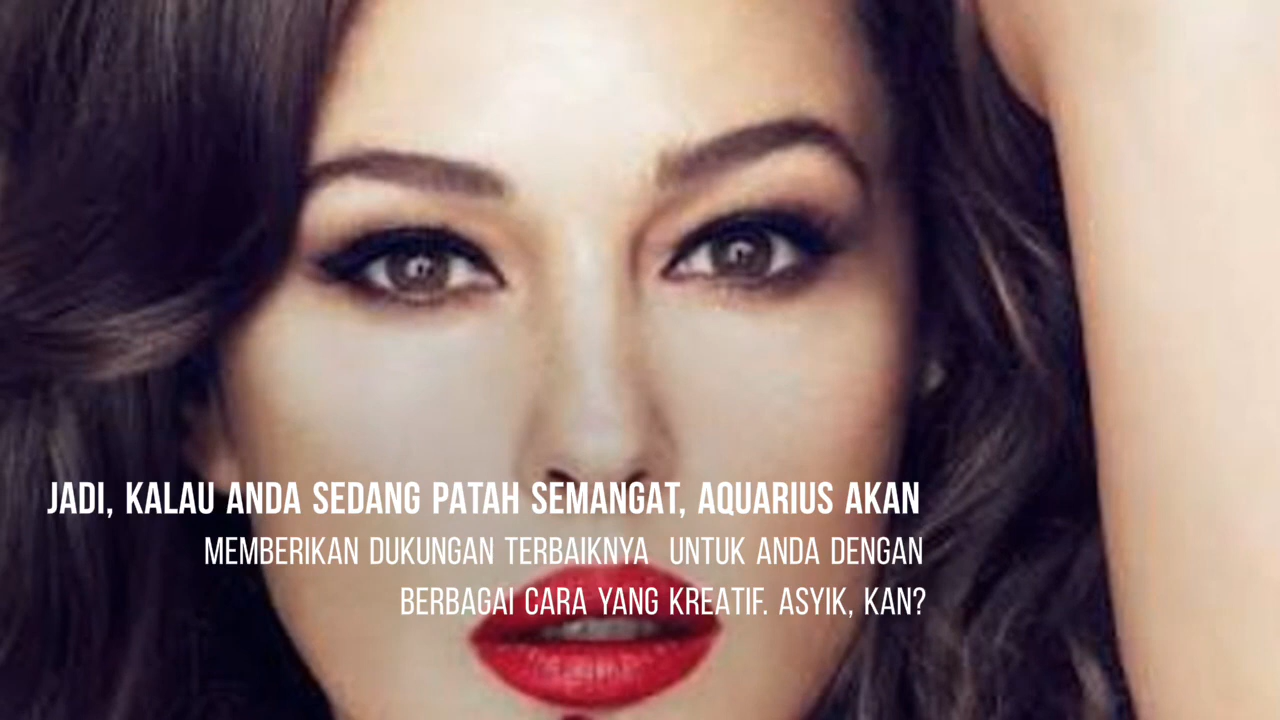 JADI, KALAU ANDA SEDANG PATAH SEMANGAT, AQUARIUS AKAN
MEMBERIKAN DUKUNGAN TERBAIKNYA UNTUK ANDA DENGAN
BERBAGAI CARA YANG KREATIF. ASYIK, KAN?